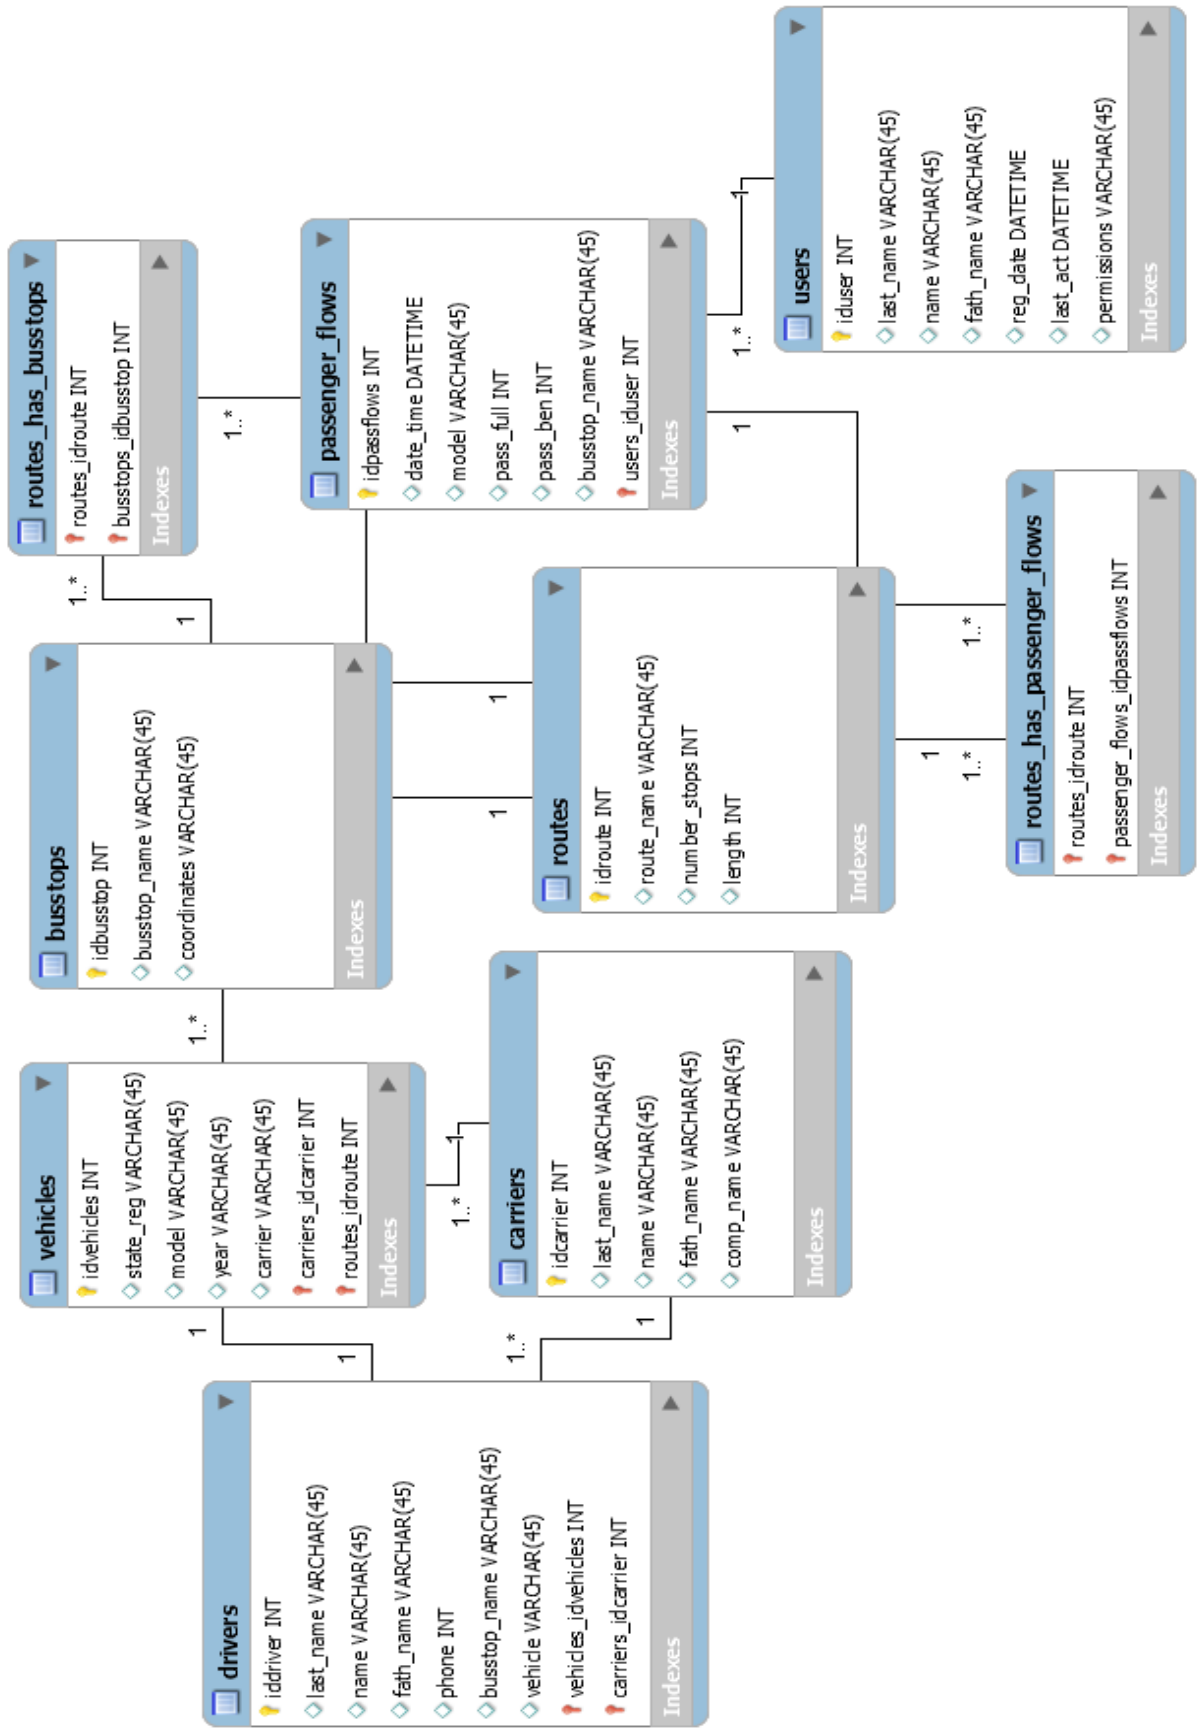 drivers
iddriver INT
last_name VARCHAR(45)
name VARCHAR(45)
fath_name VARCHAR(45)
phone INT
busstop_name VARCHAR(45)
vehicle VARCHAR(45)
vehicles_idvehicles INT
carriers_idcarrier INT
Indexes
1
1
1..*
1
vehicles
idvehicles INT
state_reg VARCHAR(45)
model VARCHAR(45)
year VARCHAR(45)
carrier VARCHAR(45)
carriers_idcarrier INT
routes_idroute INT
Indexes
1..*
1
1..*
carriers
idcarrier INT
last_name VARCHAR(45)
name VARCHAR(45)
fath_name VARCHAR(45)
comp_name VARCHAR(45)
Indexes
busstops
idbusstop INT
busstop_name VARCHAR(45)
coordinates VARCHAR(45)
Indexes
1
1..*
1
1
routes
idroute INT
route_name VARCHAR(45)
number_stops INT
length INT
Indexes
1
1..*
1..*
routes_has_busstops
routes_idroute INT
busstops_idbusstop INT
Indexes
1..*
passenger_flows
idpassflows INT
date_time DATETIME
model VARCHAR(45)
pass_full INT
pass_ben INT
busstop_name VARCHAR(45)
users_iduser INT
Indexes
1
1..*
1
routes_has_passenger_flows
routes_idroute INT
passenger_flows_idpassflows INT
Indexes
users
iduser INT
last_name VARCHAR(45)
name VARCHAR(45)
fath_name VARCHAR(45)
reg_date DATETIME
last_act DATETIME
permissions VARCHAR(45)
Indexes